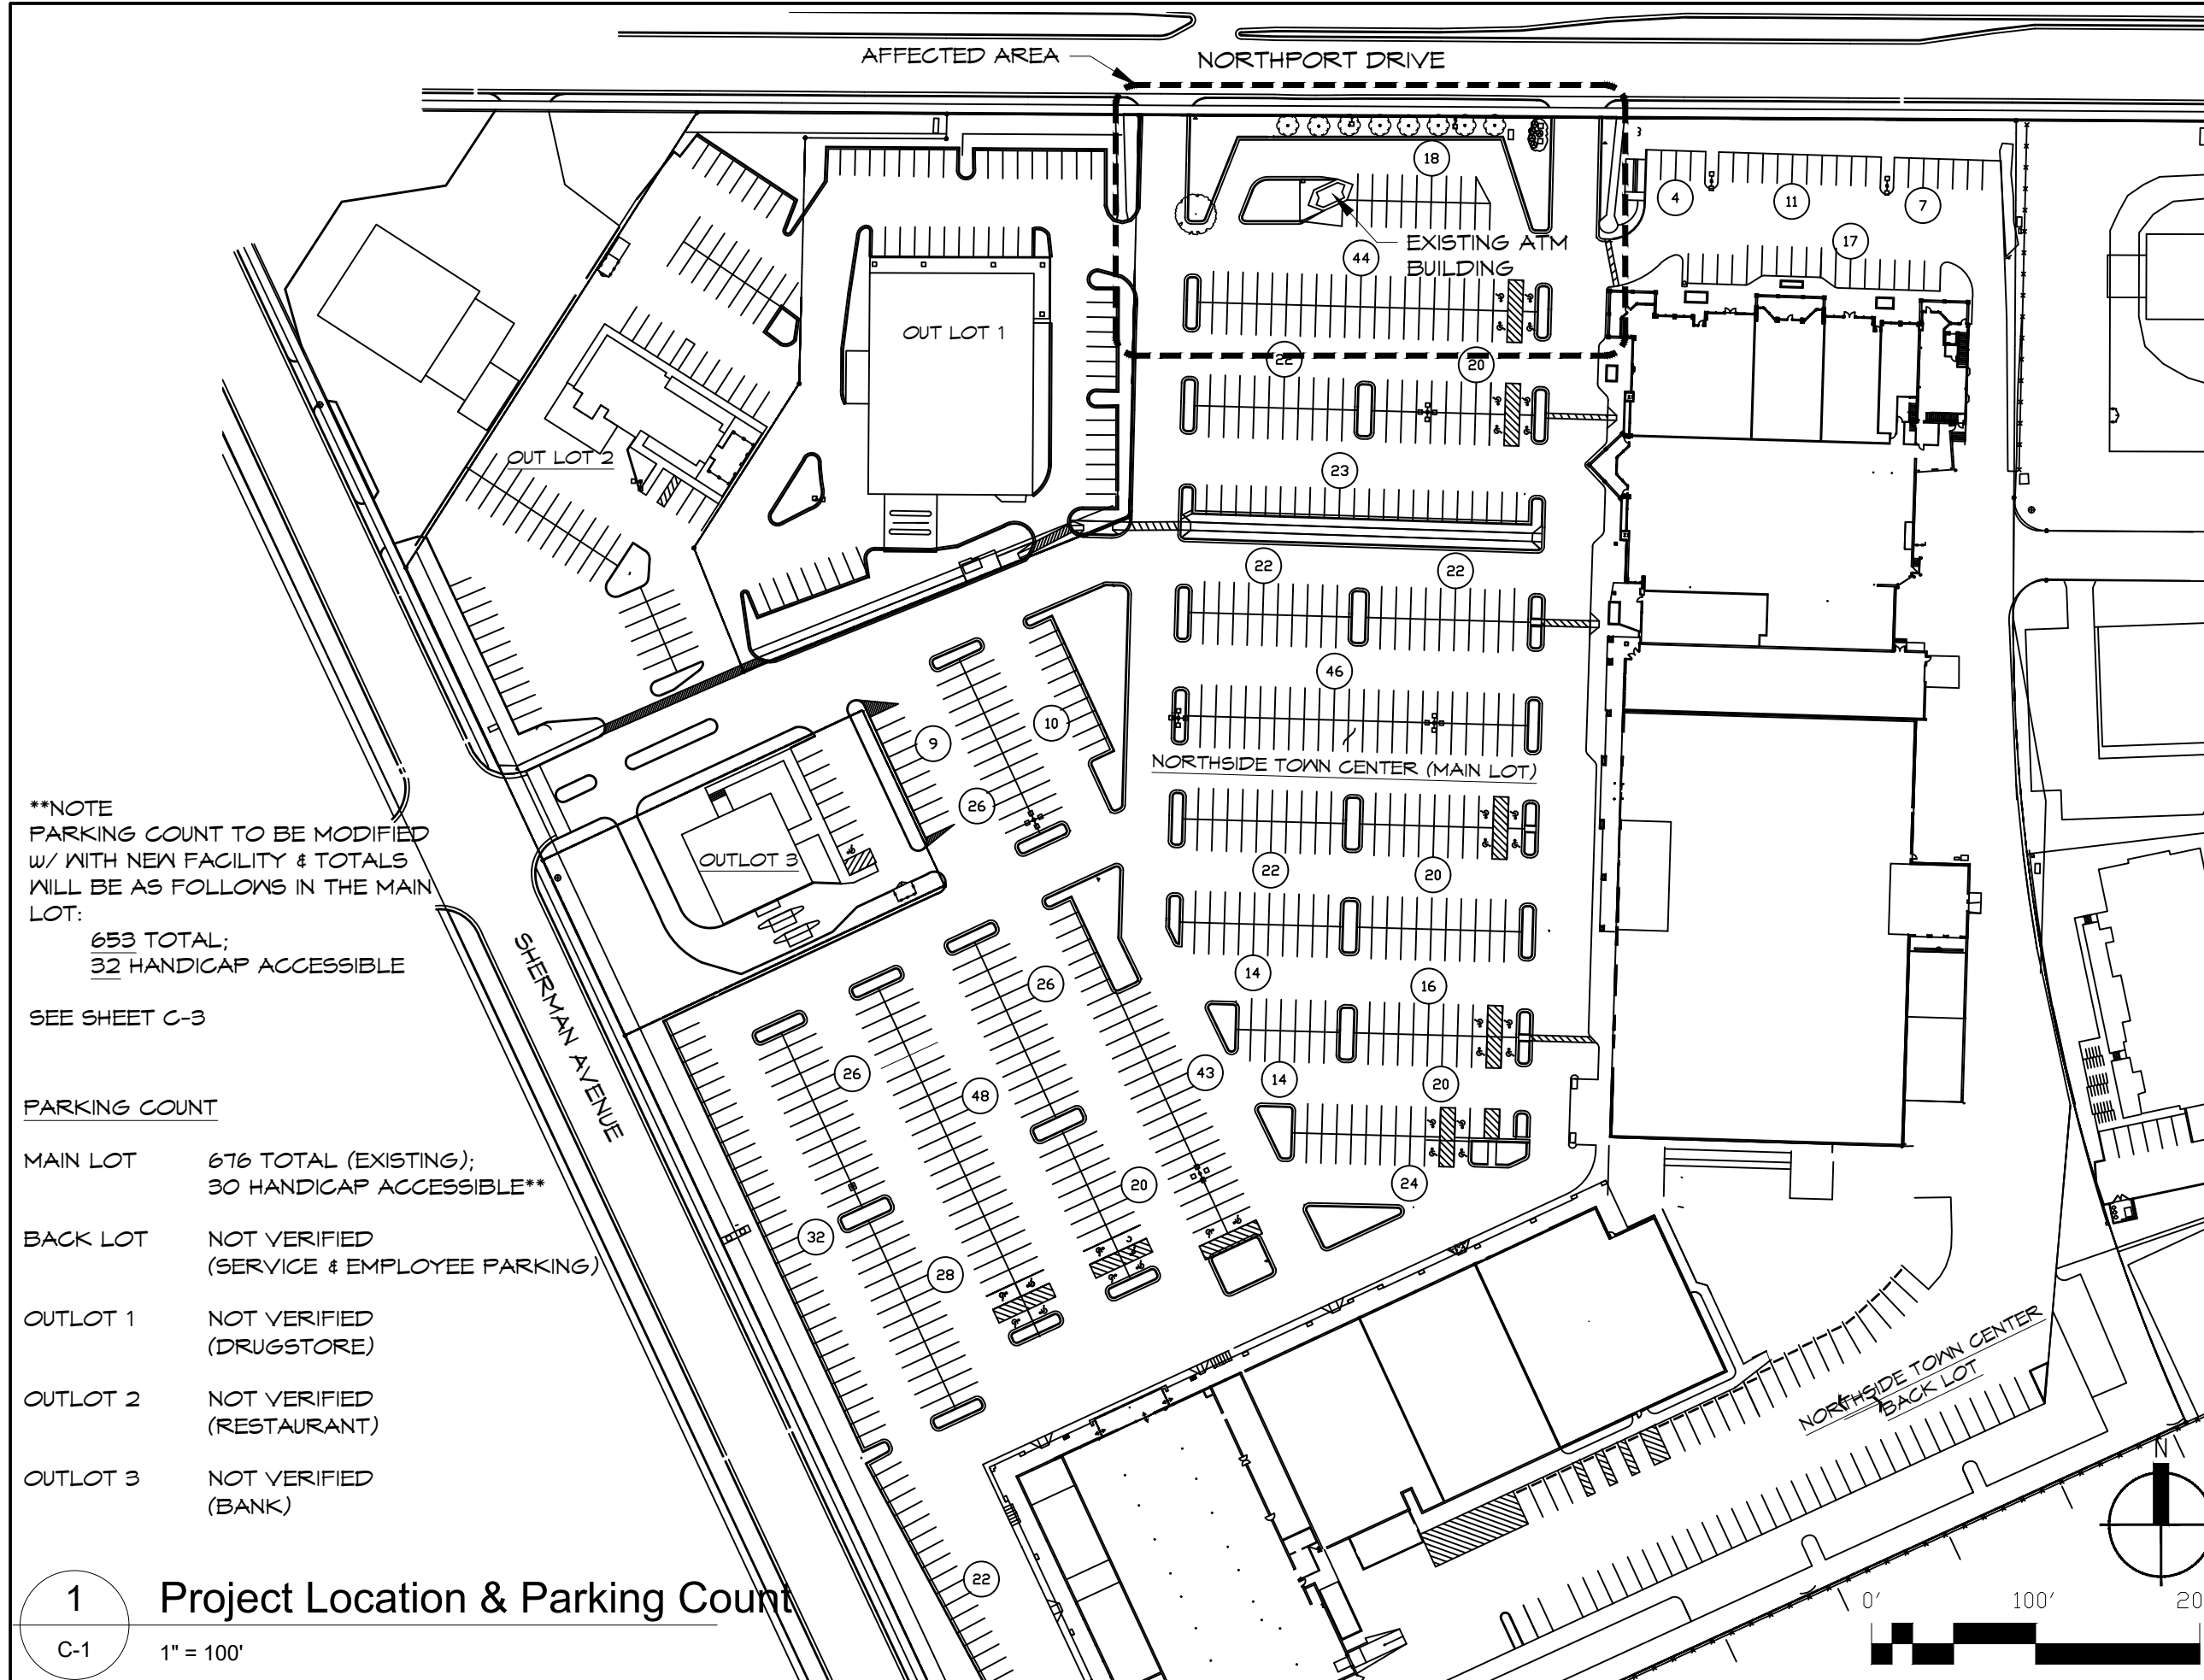 AFFECTED AREA
NORTHPORT DRIVE
18
4
11
7
17
EXISTING ATM
BUILDING
44
OUT LOT 1
22
20
OUT LOT 2
23
22
22
46
10
9
26
NORTHSIDE TOWN CENTER (MAIN LOT)
OUTLOT 3
22
20
14
16
26
26
48
43
14
20
20
24
32
28
22
SHERMAN AVENUE
NORTHSIDE TOWN CENTER
BACK LOT
**NOTE
PARKING COUNT TO BE MODIFIED
W/ WITH NEW FACILITY & TOTALS
WILL BE AS FOLLOWS IN THE MAIN
LOT:
653 TOTAL;
32 HANDICAP ACCESSIBLE
SEE SHEET C-3
PARKING COUNT
MAIN LOT 676 TOTAL (EXISTING);
30 HANDICAP ACCESSIBLE**
BACK LOT NOT VERIFIED
(SERVICE & EMPLOYEE PARKING)
OUTLOT 1 NOT VERIFIED
(DRUGSTORE)
OUTLOT 2 NOT VERIFIED
(RESTAURANT)
OUTLOT 3 NOT VERIFIED
(BANK)
1
C-1
Project Location & Parking Count
1" = 100'
N
0' 100' 20